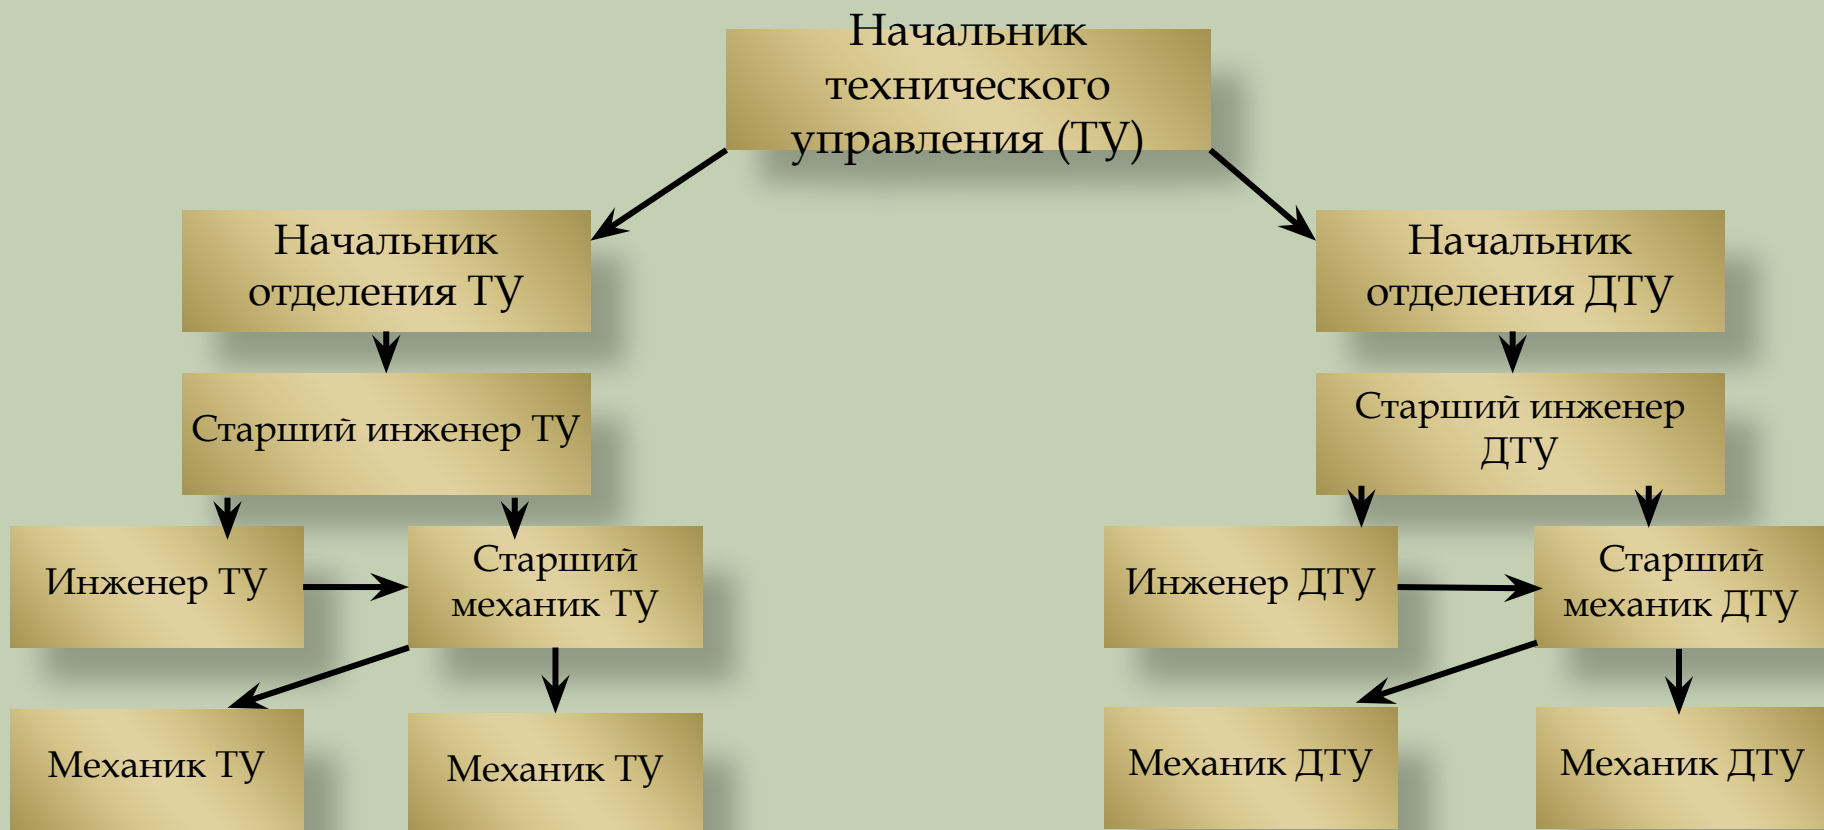 Начальник
технического
управления (ТУ)
Начальник
отделения ТУ
Начальник
отделения ДТУ
Старший инженер ТУ
Старший инженер
ДТУ
Инженер ТУ
Старший
механик ТУ
Инженер ДТУ
Старший
механик ДТУ
Механик ТУ
Механик ТУ
Механик ДТУ
Механик ДТУ